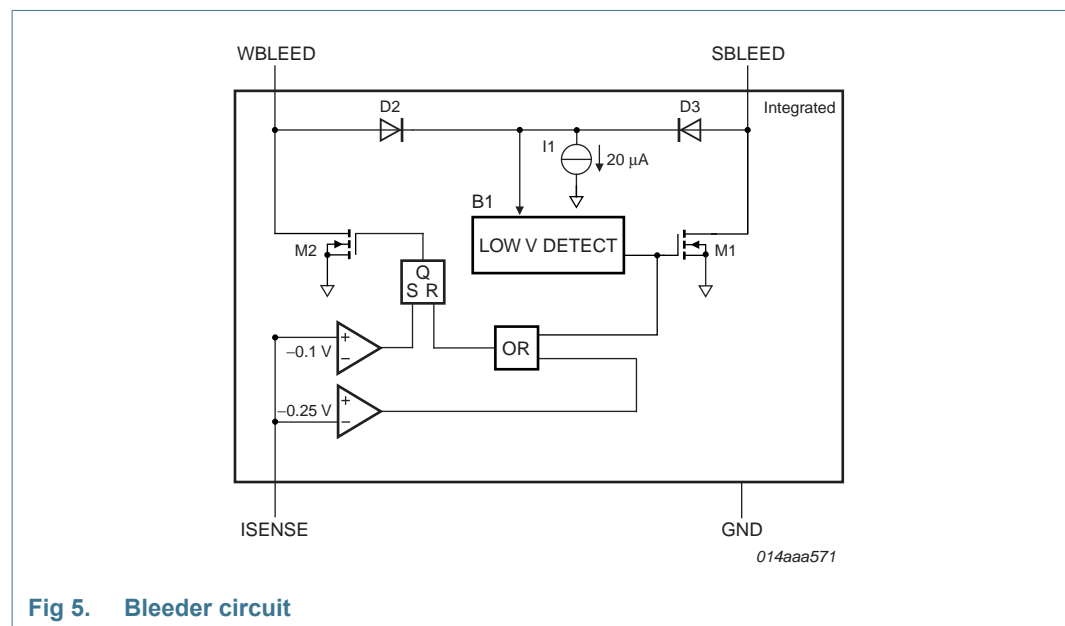 WBLEED
SBLEED
Integrated
D2
D3
I1
20 μA
B1
LOW V DETECT
M2
M1
Q
S R
OR
+
−0.1 V
−
+
−0.25 V
−
ISENSE
GND
014aaa571
Fig 5. Bleeder circuit